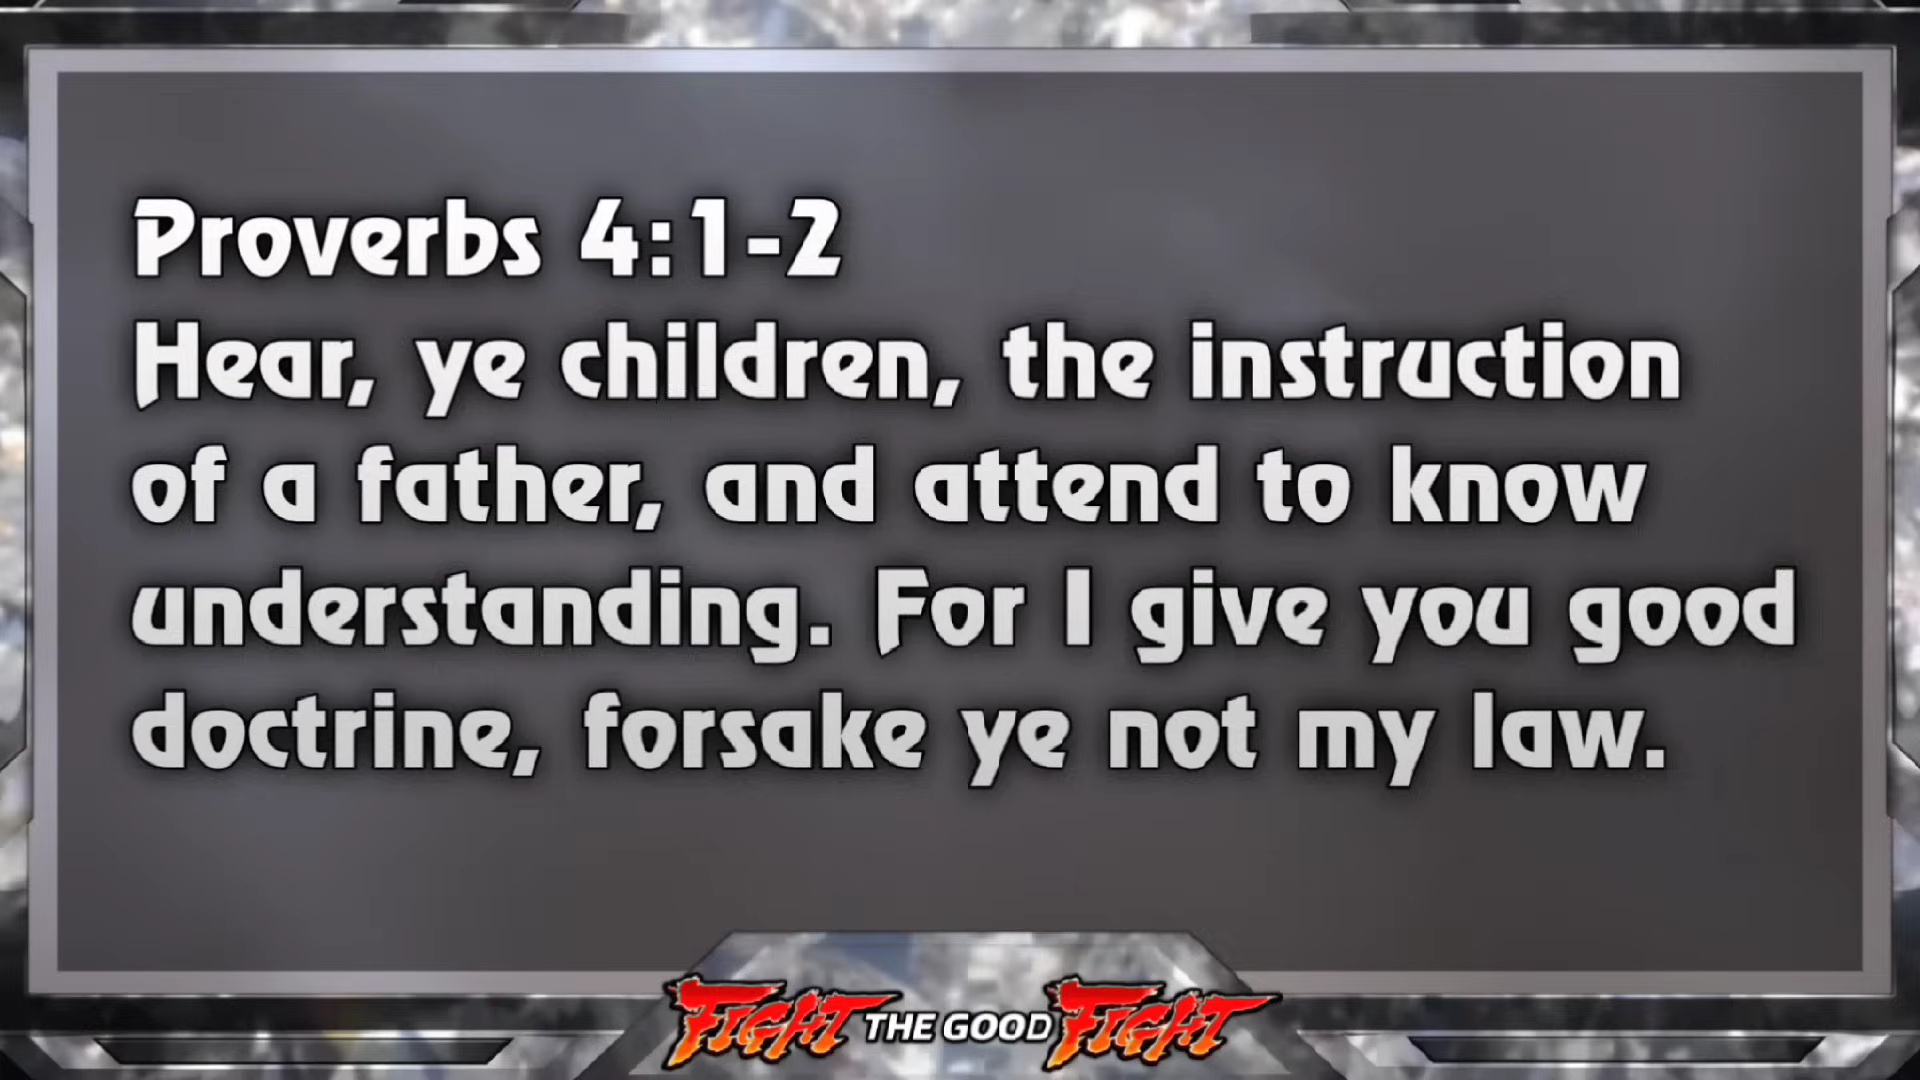 Proverbs 4:1-2
Hear, ye children, the instruction
of a father, and attend to know
understanding. For I give you good
doctrine, forsake ye not my law.
FIGHT THE GOOD FIGHT